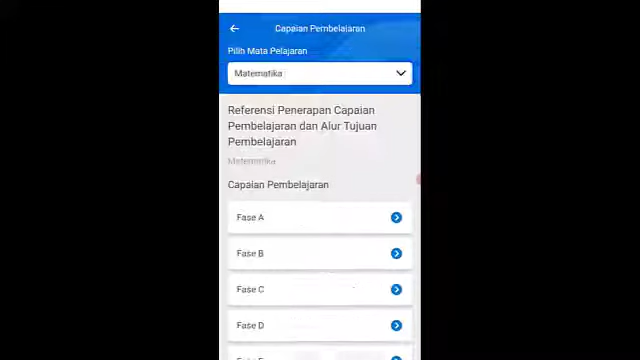 Capaian Pembelajaran
Pilih Mata Pelajaran
Matematika
Referensi Penerapan Capaian
Pembelajaran dan Alur Tujuan
Pembelajaran
Matematika
Capaian Pembelajaran
Fase A
Fase B
Fase C
Fase D